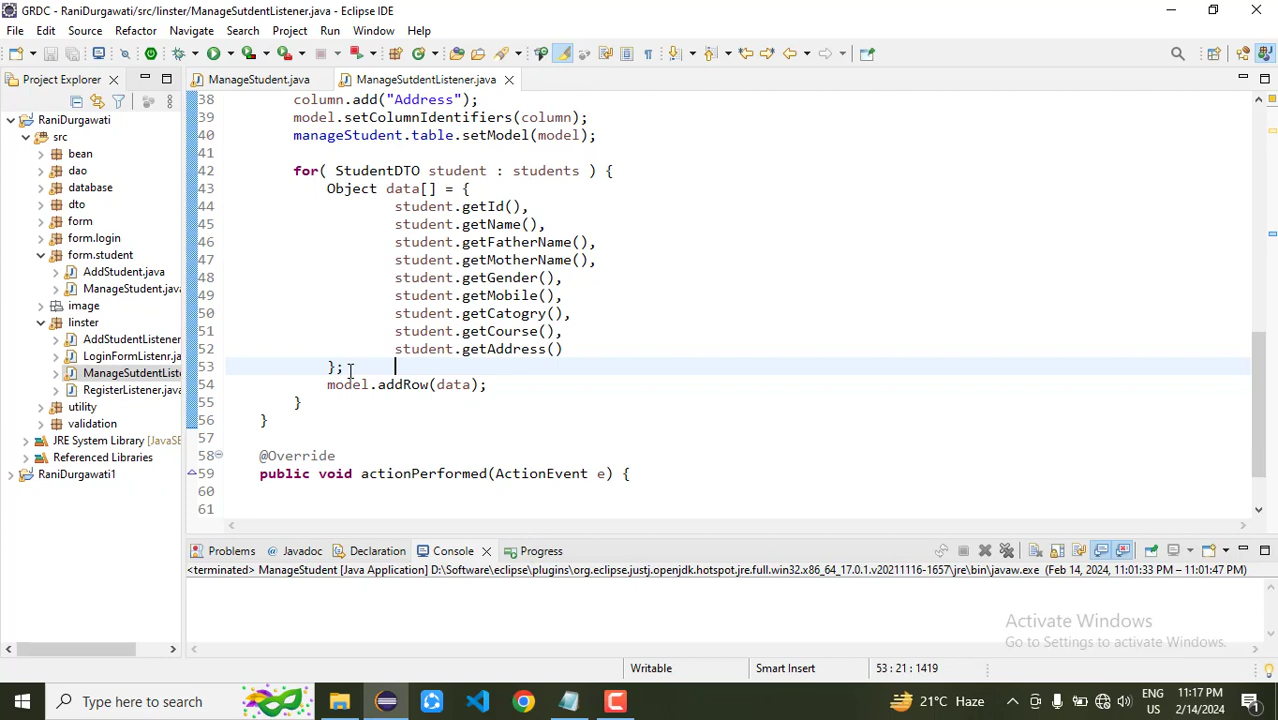 GRDC - RaniDurgawati/src/linster/ManageSutdentListener.java - Eclipse IDE
File Edit Source Refactor Navigate Search Project Run Window Help
Project Explorer
ManageStudent.java
ManageSutdentListener.java
RaniDurgawati
src
bean
dao
database
dto
form
form.login
form.student
AddStudent.java
ManageStudent.java
image
linster
AddStudentListener
LoginFormListenr.ja
ManageSutdentListe
RegisterListener.java
utility
validation
JRE System Library [JavaSE
Referenced Libraries
RaniDurgawati1
38 column.add("Address");
39 model.setColumnIdentifiers(column);
40 manageStudent.table.setModel(model);
41
42 for( StudentDTO student : students ) {
43 Object data[] = {
44 student.getId(),
45 student.getName(),
46 student.getFatherName(),
47 student.getMotherName(),
48 student.getGender(),
49 student.getMobile(),
50 student.getCatogry(),
51 student.getCourse(),
52 student.getAddress()
53 };
54 model.addRow(data);
55 }
56 }
57
58 @Override
59 public void actionPerformed(ActionEvent e) {
60
61
Problems Javadoc Declaration Console Progress
<terminated> ManageStudent [Java Application] D:\Software\eclipse\plugins\org.eclipse.justj.openjdk.hotspot.jre.full.win32.x86_64_17.0.1.v20211116-1657\jre\bin\javaw.exe (Feb 14, 2024, 11:01:33 PM – 11:01:47 PM)
Activate Windows
Go to Settings to activate Windows.
Writable Smart Insert 53 : 21 : 1419
Type here to search
21°C Haze
ENG
US
11:17 PM
2/14/2024
1